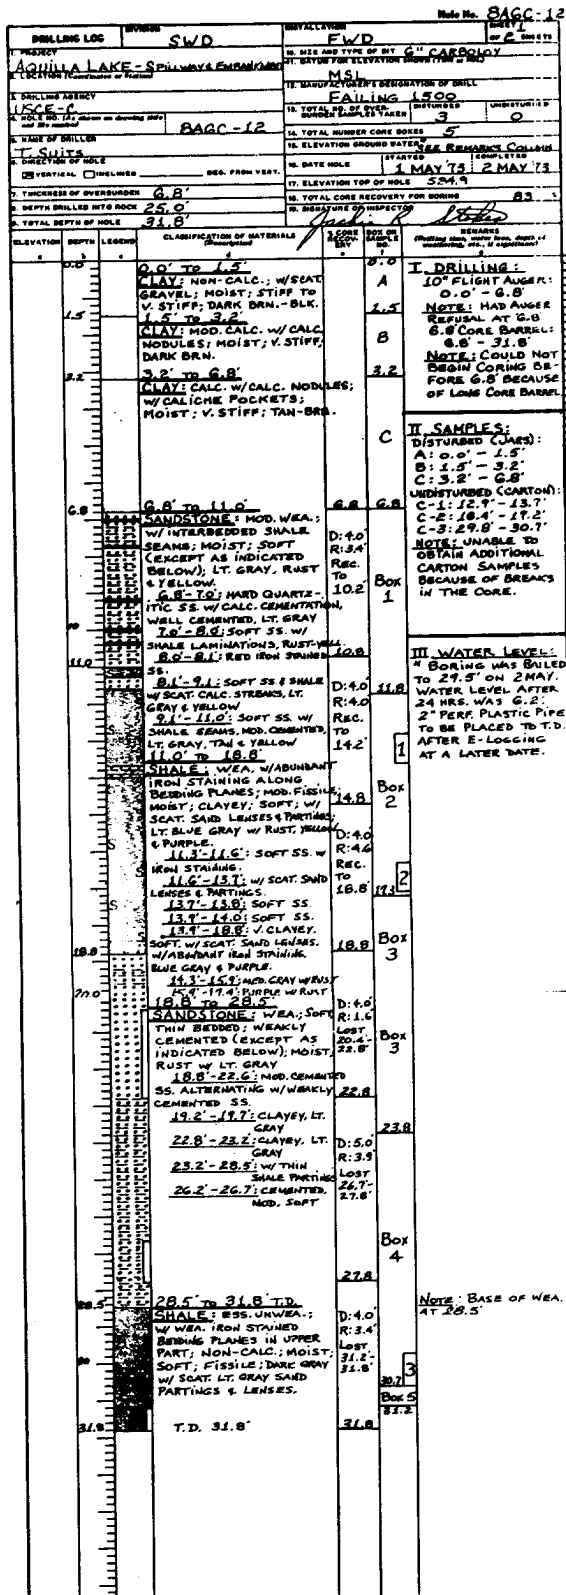 Hole No. 8AGC-12
DRILLING LOG
DIVISION
SWD
INSTALLATION
FWD
SHEET 1
OF 2 SHEETS
1. PROJECT
AQUILLA LAKE - SPILLWAY & EMBANKMENT
2. LOCATION (Coordinates or Station)
3. DRILLING AGENCY
USCE-C
4. HOLE NO. (As shown on drawing title and file number)
8AGC-12
5. NAME OF DRILLER
T. SUITS
6. DIRECTION OF HOLE
VERTICAL INCLINED DEG. FROM VERT.
7. THICKNESS OF OVERBURDEN 6.8'
8. DEPTH DRILLED INTO ROCK 25.0'
9. TOTAL DEPTH OF HOLE 31.8'
10. SIZE AND TYPE OF BIT 6" CARBOLOY
11. DATUM FOR ELEVATION SHOWN
MSL
12. MANUFACTURER'S DESIGNATION OF DRILL
FAILING 1500
13. TOTAL NO. OF OVERBURDEN SAMPLES TAKEN
DISTURBED
3
UNDISTURBED
0
14. TOTAL NUMBER CORE BOXES 5
15. ELEVATION GROUND WATER SEE REMARKS COLUMN
16. DATE HOLE
STARTED
1 MAY 73
COMPLETED
2 MAY 73
17. ELEVATION TOP OF HOLE 524.9
18. TOTAL CORE RECOVERY FOR BORING 83
19. SIGNATURE OF INSPECTOR
Jackie R. Stokes
ELEVATION
DEPTH
LEGEND
CLASSIFICATION OF MATERIALS
(Description)
% CORE RECOVERY
BOX OR SAMPLE NO.
REMARKS
0.0
1.5
3.2
6.8
11.0
18.8
20.0
28.5
31.8
0.0' TO 1.5'
CLAY: NON-CALC.; W/SCAT.
GRAVEL; MOIST; STIFF TO
V. STIFF; DARK BRN.-BLK.
1.5' TO 3.2'
CLAY: MOD. CALC. W/ CALC.
NODULES; MOIST; V. STIFF;
DARK BRN.
3.2' TO 6.8'
CLAY: CALC. W/CALC. NODULES;
W/CALICHE POCKETS;
MOIST; V. STIFF; TAN-BRN.
6.8' TO 11.0'
SANDSTONE: MOD. WEA.;
W/ INTERBEDDED SHALE
SEAMS; MOIST; SOFT
(EXCEPT AS INDICATED
BELOW); LT. GRAY, RUST
& YELLOW.
6.8'-7.0': HARD QUARTZ-
ITIC SS. W/ CALC. CEMENTATION,
WELL CEMENTED, LT. GRAY
7.0'-8.0': SOFT SS. W/
SHALE LAMINATIONS, RUST-YELL.
8.0'-8.1': RED IRON STAINED
SS.
8.1'-9.1': SOFT SS. & SHALE
W/ SCAT. CALC. STREAKS, LT.
GRAY & YELLOW
9.1'-11.0': SOFT SS. W/
SHALE SEAMS, MOD. CEMENTED,
LT. GRAY, TAN & YELLOW
11.0' TO 18.8'
SHALE: WEA. W/ABUNDANT
IRON STAINING ALONG
BEDDING PLANES; MOD. FISSILE;
MOIST; CLAYEY; SOFT; W/
SCAT. SAND LENSES & PARTINGS;
LT. BLUE GRAY W/ RUST, YELLOW
& PURPLE.
11.3'-11.6': SOFT SS. W/
IRON STAINING.
11.6'-13.7': W/ SCAT. SAND
LENSES & PARTINGS.
13.7'-13.8': SOFT SS.
13.9'-14.0': SOFT SS.
13.9'-18.8': V. CLAYEY.
SOFT. W/ SCAT. SAND LENSES.
W/ABUNDANT IRON STAINING.
BLUE GRAY & PURPLE.
14.3'-15.9': MED. GRAY W/RUST
15.9'-17.4': PURPLE W/RUST
18.8' TO 28.5'
SANDSTONE: WEA.; SOFT;
THIN BEDDED; WEAKLY
CEMENTED (EXCEPT AS
INDICATED BELOW); MOIST;
RUST W/ LT. GRAY
18.8'-22.6': MOD. CEMENTED
SS. ALTERNATING W/WEAKLY
CEMENTED SS.
19.2'-19.7': CLAYEY, LT.
GRAY
22.8'-23.2': CLAYEY, LT.
GRAY
23.2'-28.5': W/ THIN
SHALE PARTINGS
26.2'-26.7': CEMENTED.
MOD. SOFT
28.5' TO 31.8' T.D.
SHALE: ESS. UNWEA.;
W/ WEA. IRON STAINED
BEDDING PLANES IN UPPER
PART; NON-CALC.; MOIST;
SOFT; FISSILE; DARK GRAY
W/ SCAT. LT. GRAY SAND
PARTINGS & LENSES.
T.D. 31.8'
6.8
D: 4.0
R: 3.4
REC.
TO
10.2'
10.8
D: 4.0
R: 4.0
REC.
TO
14.2'
14.8
D: 4.0
R: 4.6
REC.
TO
18.8'
18.8
D: 4.0
R: 1.6
LOST
20.4'-
22.8'
22.8
D: 5.0
R: 3.9
LOST
26.7'-
27.8'
27.8
D: 4.0
R: 3.4
LOST
31.2'-
31.8'
31.8
0.0
A
1.5
B
3.2
C
6.8
Box
1
11.8
1
Box
2
2
17.3
Box
3
Box
3
23.8
Box
4
3
30.7
Box 5
31.2
I. DRILLING:
10" FLIGHT AUGER:
0.0' - 6.8'
NOTE: HAD AUGER
REFUSAL AT 6.8'
6.8' CORE BARREL:
6.8' - 31.8'
NOTE: COULD NOT
BEGIN CORING BE-
FORE 6.8' BECAUSE
OF LONG CORE BARREL
II. SAMPLES:
DISTURBED (JARS):
A: 0.0' - 1.5'
B: 1.5' - 3.2'
C: 3.2' - 6.8'
UNDISTURBED (CARTON):
C-1: 12.9' - 13.7'
C-2: 16.4' - 17.2'
C-3: 29.8' - 30.7'
NOTE: UNABLE TO
OBTAIN ADDITIONAL
CARTON SAMPLES
BECAUSE OF BREAKS
IN THE CORE.
III. WATER LEVEL:
" BORING WAS BAILED
TO 29.5' ON 2 MAY.
WATER LEVEL AFTER
24 HRS. WAS 6.2'.
2" PERF. PLASTIC PIPE
TO BE PLACED TO T.D.
AFTER E-LOGGING
AT A LATER DATE.
NOTE: BASE OF WEA.
AT 28.5'